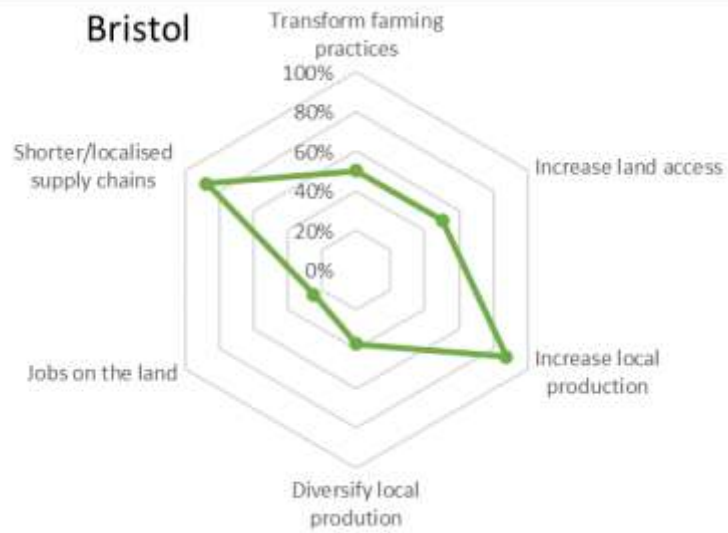 Bristol
Transform farming
practices
100%
80%
60%
40%
20%
0%
Shorter/localised
supply chains
Increase land access
Jobs on the land
Increase local
production
Diversify local
prodution